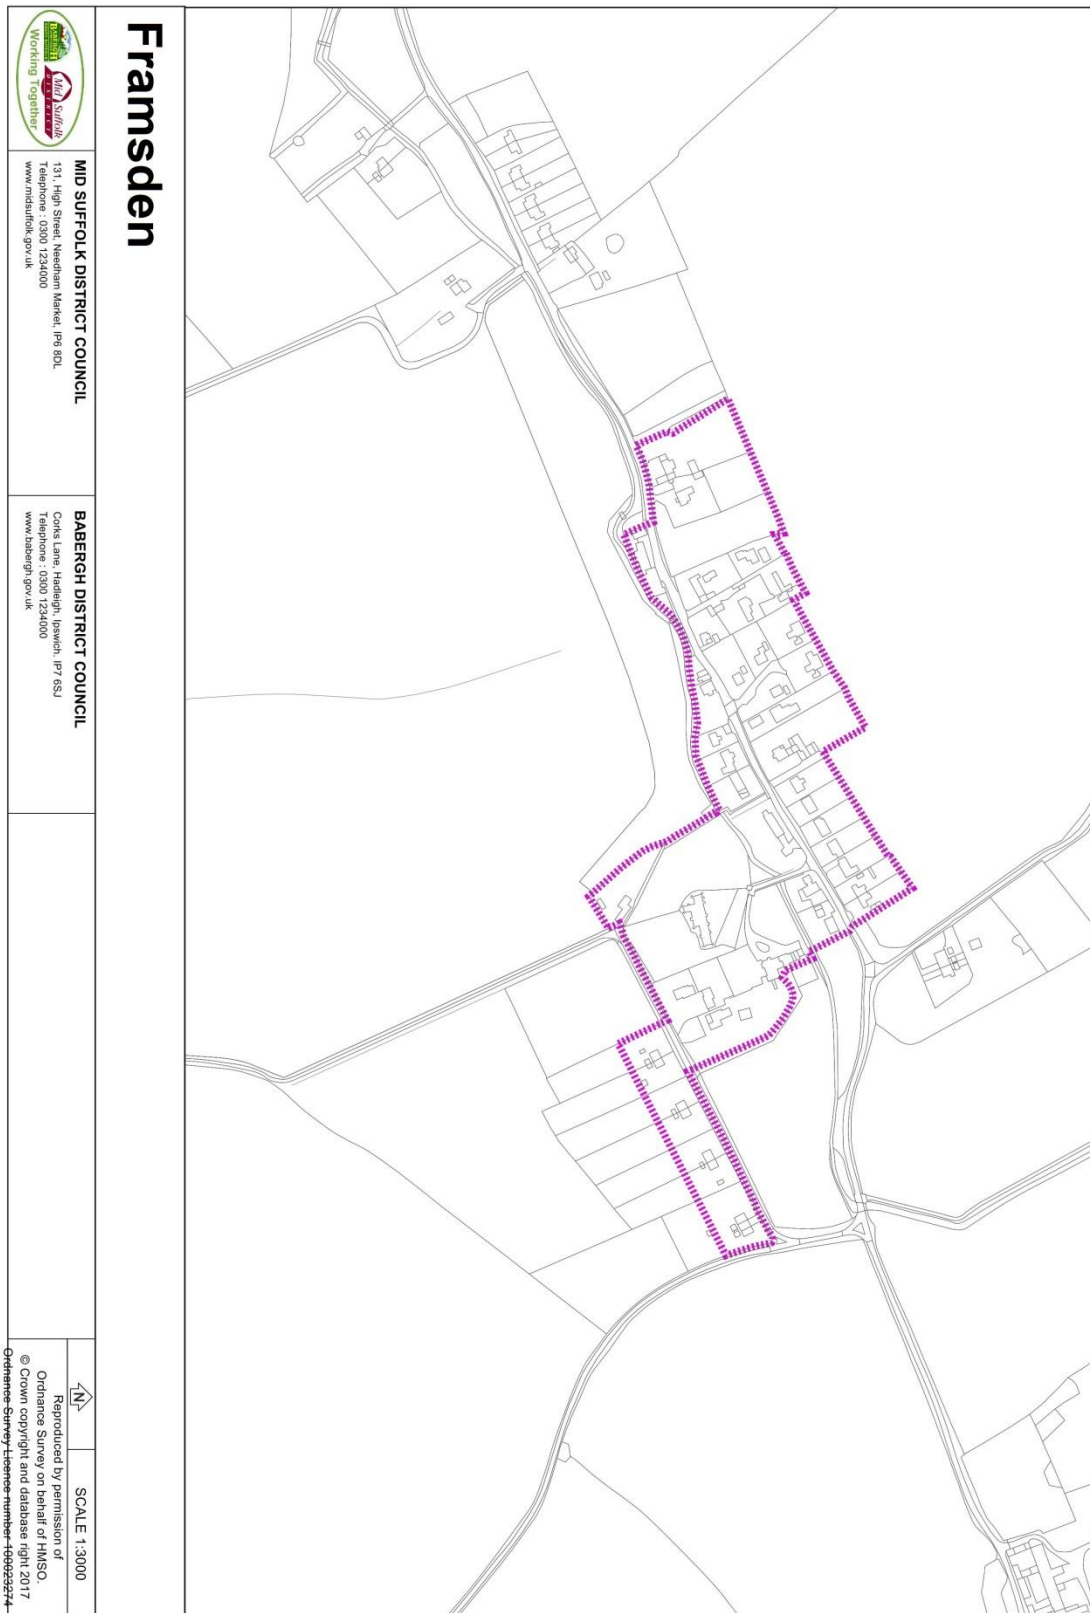 Framsden
BABERGH
Mid Suffolk
DISTRICT
Working Together
MID SUFFOLK DISTRICT COUNCIL
131, High Street, Needham Market, IP6 8DL
Telephone : 0300 1234000
www.midsuffolk.gov.uk
BABERGH DISTRICT COUNCIL
Corks Lane, Hadleigh, Ipswich, IP7 6SJ
Telephone : 0300 1234000
www.babergh.gov.uk
N
SCALE 1:3000
Reproduced by permission of
Ordnance Survey on behalf of HMSO.
© Crown copyright and database right 2017
Ordnance Survey Licence number 100023274